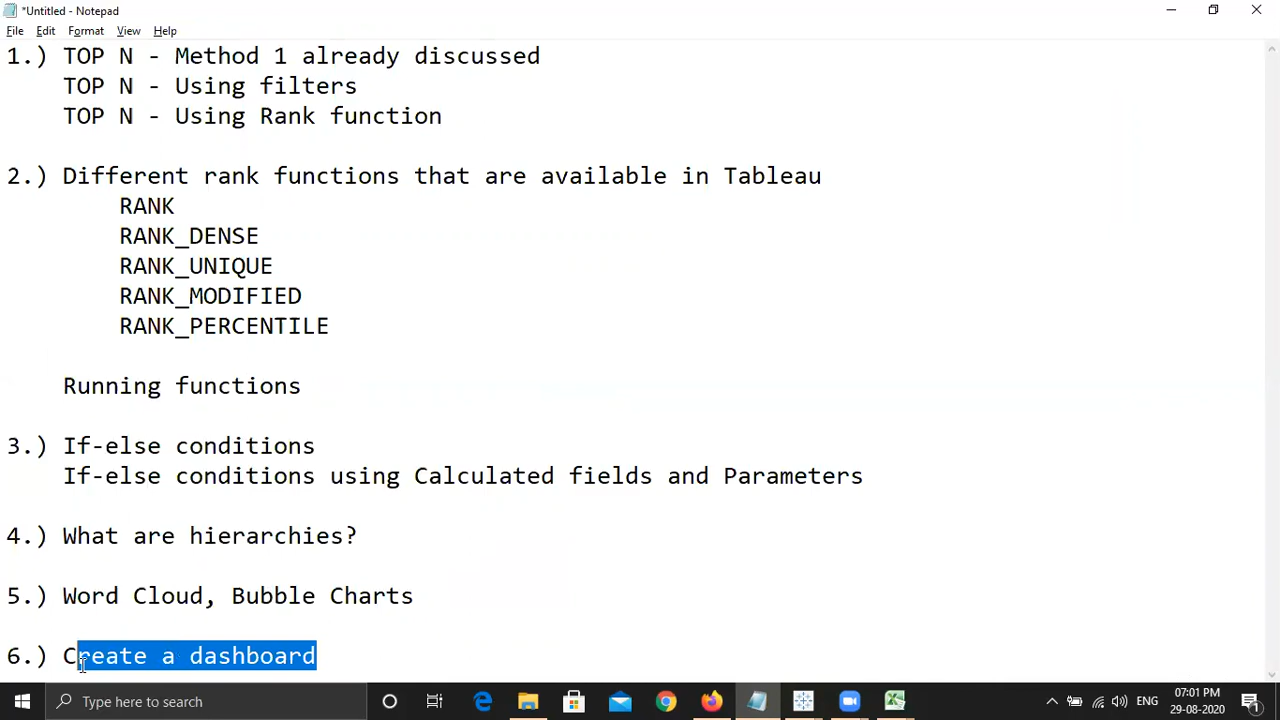 *Untitled - Notepad
File Edit Format View Help
1.) TOP N - Method 1 already discussed
TOP N - Using filters
TOP N - Using Rank function
2.) Different rank functions that are available in Tableau
RANK
RANK_DENSE
RANK_UNIQUE
RANK_MODIFIED
RANK_PERCENTILE
Running functions
3.) If-else conditions
If-else conditions using Calculated fields and Parameters
4.) What are hierarchies?
5.) Word Cloud, Bubble Charts
6.) Create a dashboard
Type here to search
ENG
07:01 PM
29-08-2020
1